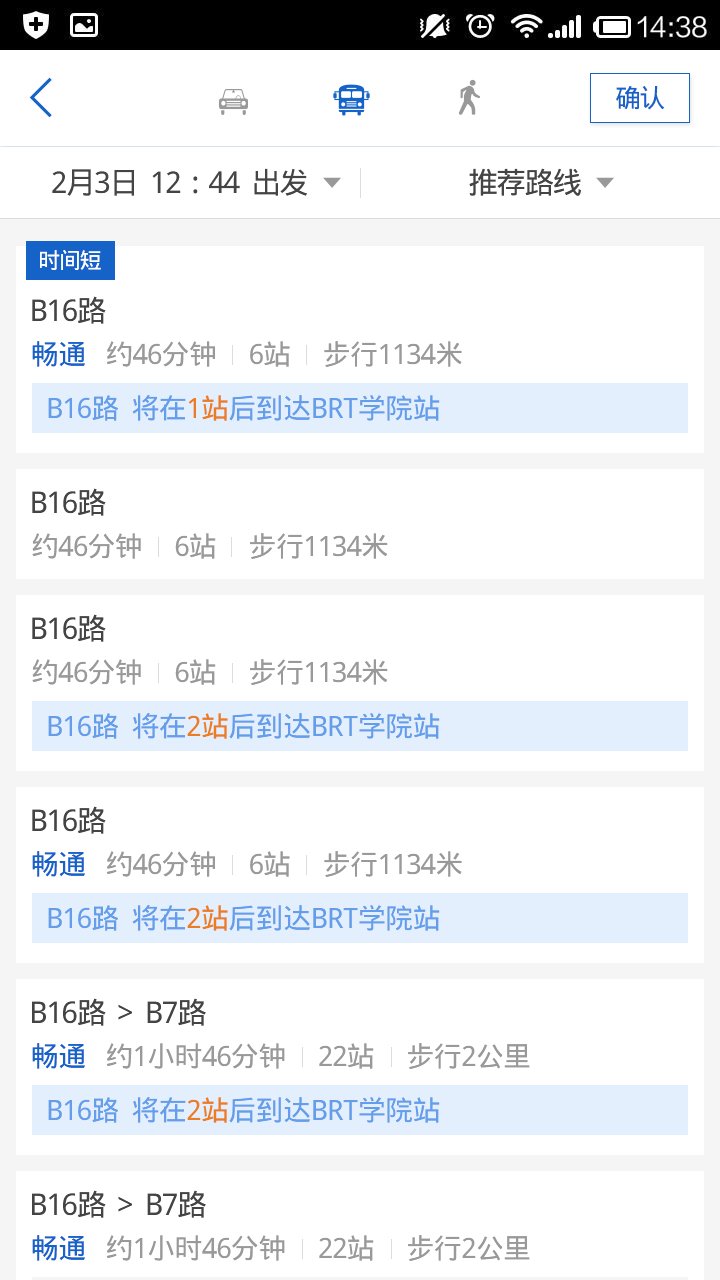 14:38
确认
2月3日 12 : 44 出发
推荐路线
时间短
B16路
畅通 约46分钟 6站 步行1134米
B16路 将在1站后到达BRT学院站
B16路
约46分钟 6站 步行1134米
B16路
约46分钟 6站 步行1134米
B16路 将在2站后到达BRT学院站
B16路
畅通 约46分钟 6站 步行1134米
B16路 将在2站后到达BRT学院站
B16路 > B7路
畅通 约1小时46分钟 22站 步行2公里
B16路 将在2站后到达BRT学院站
B16路 > B7路
畅通 约1小时46分钟 22站 步行2公里